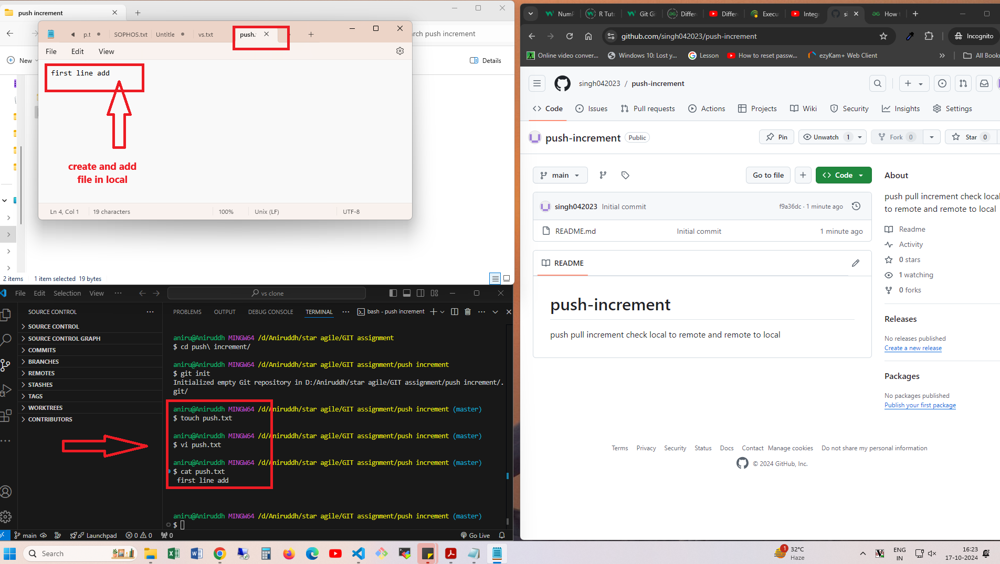 push increment
p.t
SOPHOS.txt
Untitle
vs.txt
push.
File
Edit
View
rch push increment
New
Details
first line add
create and add
file in local
Ln 4, Col 1
19 characters
100%
Unix (LF)
UTF-8
2 items
1 item selected 19 bytes
File
Edit
Selection
View
vs clone
SOURCE CONTROL
SOURCE CONTROL
SOURCE CONTROL GRAPH
COMMITS
BRANCHES
REMOTES
STASHES
TAGS
WORKTREES
CONTRIBUTORS
PROBLEMS
OUTPUT
DEBUG CONSOLE
TERMINAL
bash - push increment
aniru@Aniruddh MINGW64 /d/Aniruddh/star agile/GIT assignment
$ cd push\ increment/
aniru@Aniruddh MINGW64 /d/Aniruddh/star agile/GIT assignment/push increment
$ git init
Initialized empty Git repository in D:/Aniruddh/star agile/GIT assignment/push increment/.
git/
aniru@Aniruddh MINGW64 /d/Aniruddh/star agile/GIT assignment/push increment (master)
$ touch push.txt
aniru@Aniruddh MINGW64 /d/Aniruddh/star agile/GIT assignment/push increment (master)
$ vi push.txt
aniru@Aniruddh MINGW64 /d/Aniruddh/star agile/GIT assignment/push increment (master)
$ cat push.txt
first line add
aniru@Aniruddh MINGW64 /d/Aniruddh/star agile/GIT assignment/push increment (master)
$
main
Launchpad
0
0
0
Go Live
NumP
R Tuto
Git Gi
Differ
Differ
Execu
Integ
si
How
github.com/singh042023/push-increment
Incognito
Online video conver...
Windows 10: Lost y...
Lesson
How to reset passw...
ezyKam+ Web Client
All Book
singh042023 / push-increment
Code
Issues
Pull requests
Actions
Projects
Wiki
Security
Insights
Settings
push-increment
Public
Pin
Unwatch 1
Fork 0
Star 0
main
Go to file
Code
singh042023 Initial commit
f9a36dc · 1 minute ago
README.md
Initial commit
1 minute ago
README
push-increment
push pull increment check local to remote and remote to local
About
push pull increment check local
to remote and remote to local
Readme
Activity
0 stars
1 watching
0 forks
Releases
No releases published
Create a new release
Packages
No packages published
Publish your first package
Terms
Privacy
Security
Status
Docs
Contact
Manage cookies
Do not share my personal information
© 2024 GitHub, Inc.
Search
1
32°C
Haze
ENG
IN
16:23
17-10-2024